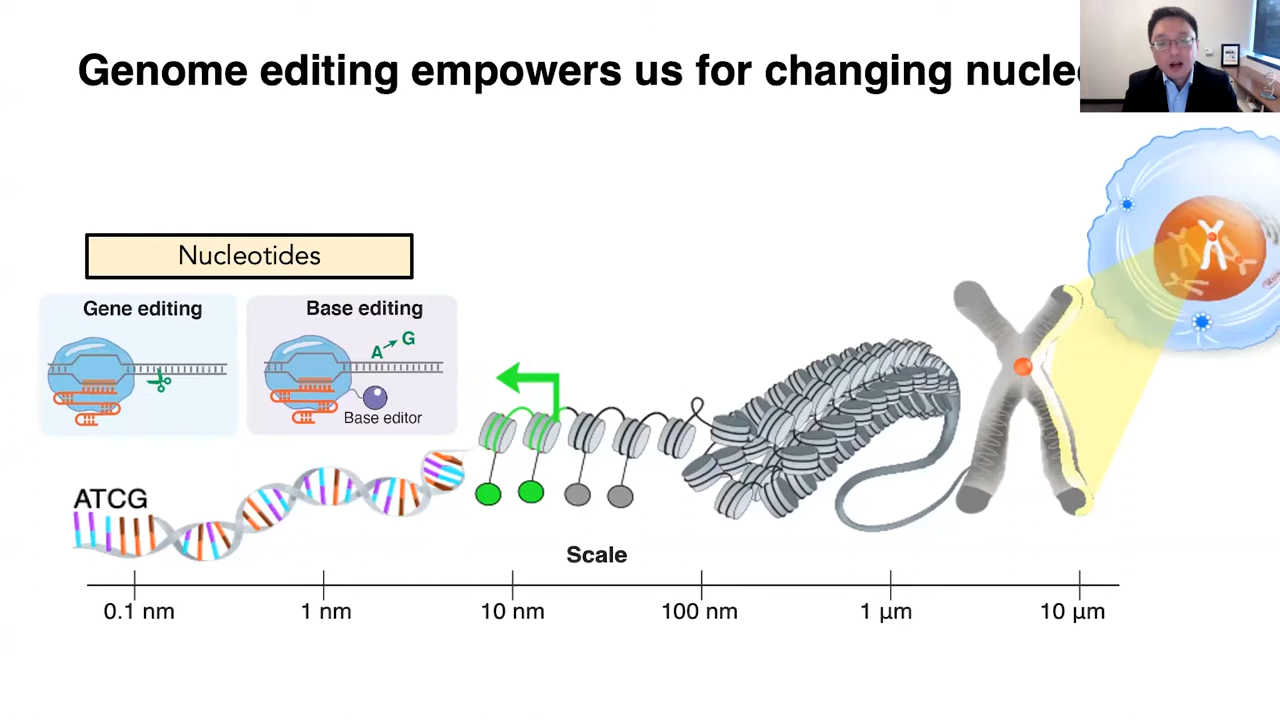 Genome editing empowers us for changing
Nucleotides
Gene editing
Base editing
A
G
Base editor
ATCG
Scale
0.1 nm
1 nm
10 nm
100 nm
1 µm
10 µm